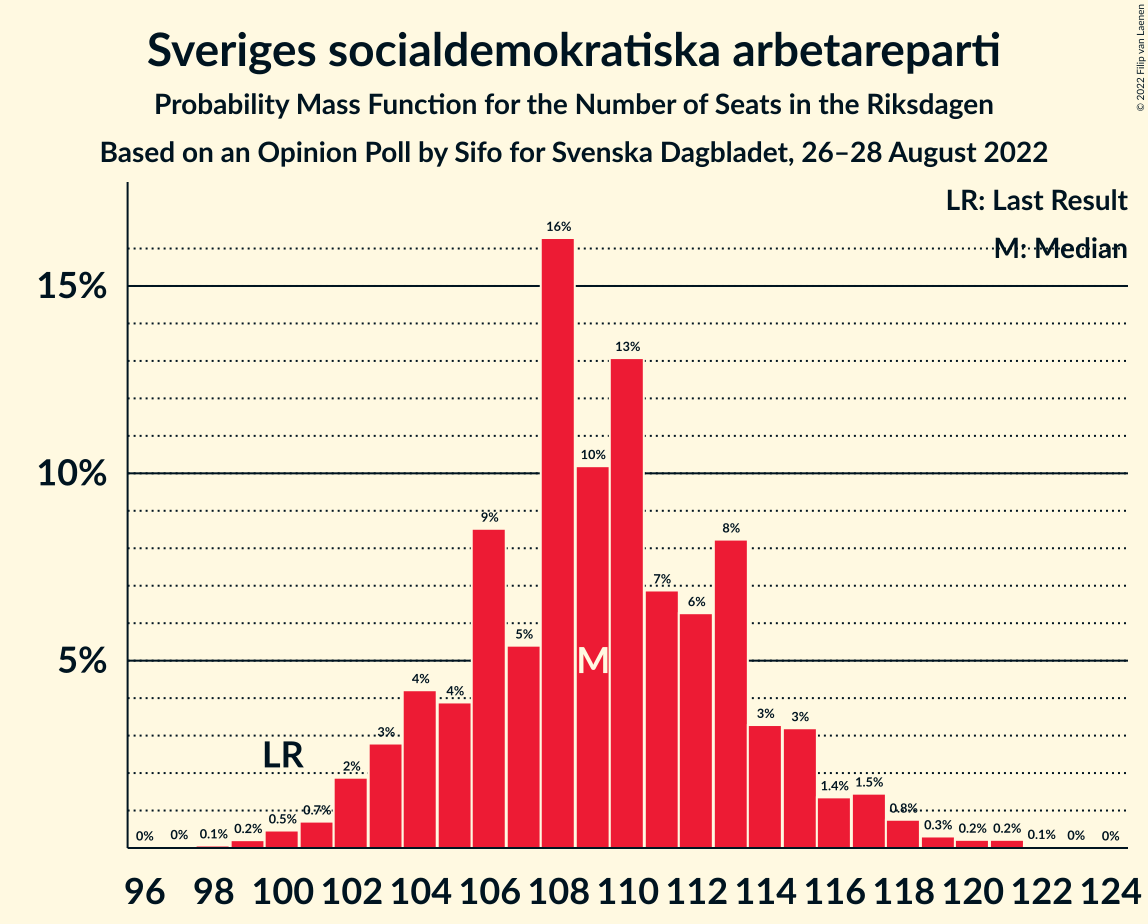 Sveriges socialdemokratiska arbetareparti
Probability Mass Function for the Number of Seats in the Riksdagen
Based on an Opinion Poll by Sifo for Svenska Dagbladet, 26–28 August 2022
© 2022 Filip van Laenen
LR: Last Result
M: Median
15%
10%
5%
0% 0% 0.1% 0.2% 0.5% 0.7% 2% 3% 4% 4% 9% 5% 16% 10% 13% 7% 6% 8% 3% 3% 1.4% 1.5% 0.8% 0.3% 0.2% 0.2% 0.1% 0% 0%
LR
M
96 98 100 102 104 106 108 110 112 114 116 118 120 122 124